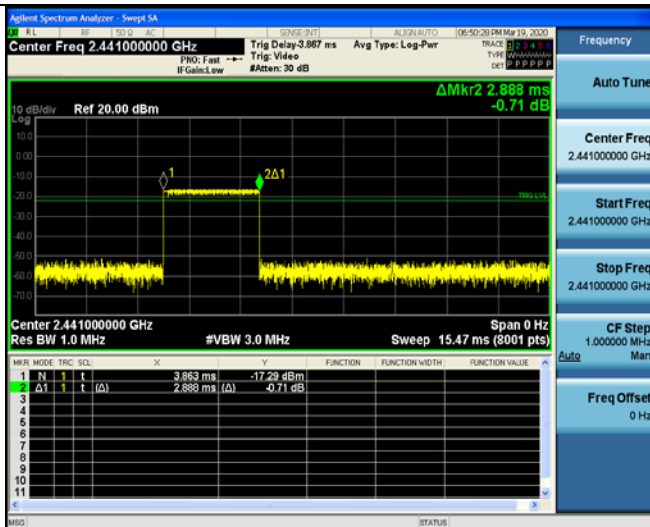 Agilent Spectrum Analyzer - Swept SA
RL RF 50 Ω AC SENSE:INT ALIGN AUTO 06:50:28 PM Mar 19, 2020
Center Freq 2.441000000 GHz
PNO: Fast
IFGain:Low
Trig Delay-3.867 ms
Trig: Video
#Atten: 30 dB
Avg Type: Log-Pwr
TRACE 1 2 3 4 5 6
TYPE
DET P P P P P P
ΔMkr2 2.888 ms
-0.71 dB
10 dB/div Ref 20.00 dBm
Log
10.0
0.00
-10.0
-20.0
-30.0
-40.0
-50.0
-60.0
-70.0
1
2Δ1
TRIG LVL
Center 2.441000000 GHz Span 0 Hz
Res BW 1.0 MHz #VBW 3.0 MHz Sweep 15.47 ms (8001 pts)
MKR MODE TRC SCL X Y FUNCTION FUNCTION WIDTH FUNCTION VALUE
1 N 1 t 3.863 ms -17.29 dBm
2 Δ1 1 t (Δ) 2.888 ms (Δ) -0.71 dB
3
4
5
6
7
8
9
10
11
MSG STATUS
Frequency
Auto Tune
Center Freq
2.441000000 GHz
Start Freq
2.441000000 GHz
Stop Freq
2.441000000 GHz
CF Step
1.000000 MHz
Auto Man
Freq Offset
0 Hz